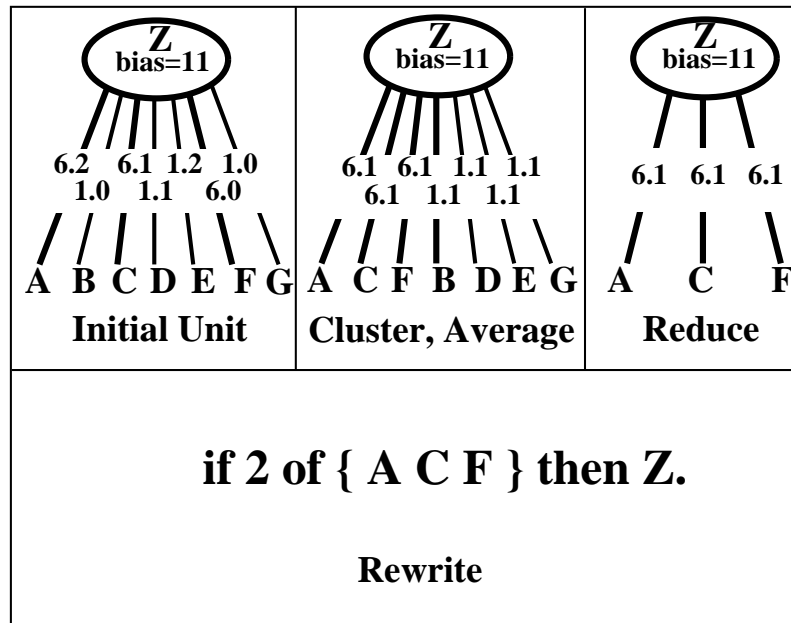 Z
bias=11
6.2 6.1 1.2 1.0
1.0 1.1 6.0
A B C D E F G
Initial Unit
Z
bias=11
6.1 6.1 1.1 1.1
6.1 1.1 1.1
A C F B D E G
Cluster, Average
Z
bias=11
6.1 6.1 6.1
A C F
Reduce
if 2 of { A C F } then Z.
Rewrite